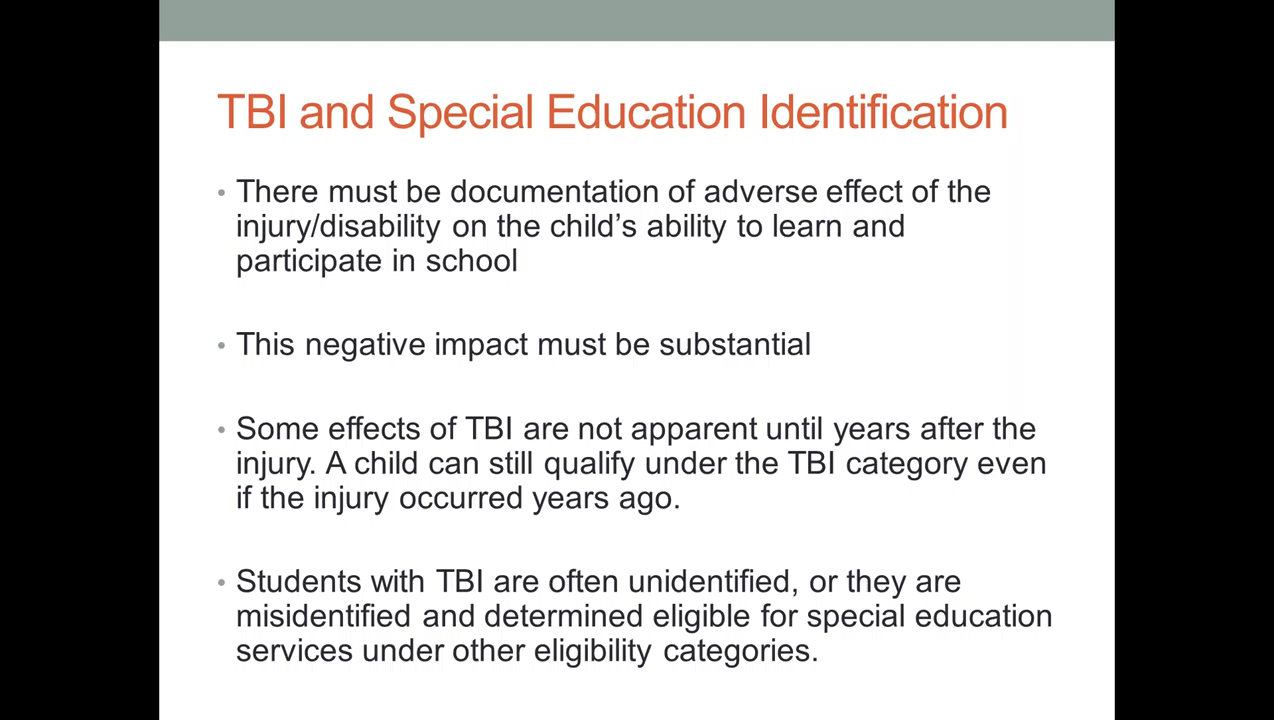 TBI and Special Education Identification
• There must be documentation of adverse effect of the
injury/disability on the child’s ability to learn and
participate in school
• This negative impact must be substantial
• Some effects of TBI are not apparent until years after the
injury. A child can still qualify under the TBI category even
if the injury occurred years ago.
• Students with TBI are often unidentified, or they are
misidentified and determined eligible for special education
services under other eligibility categories.